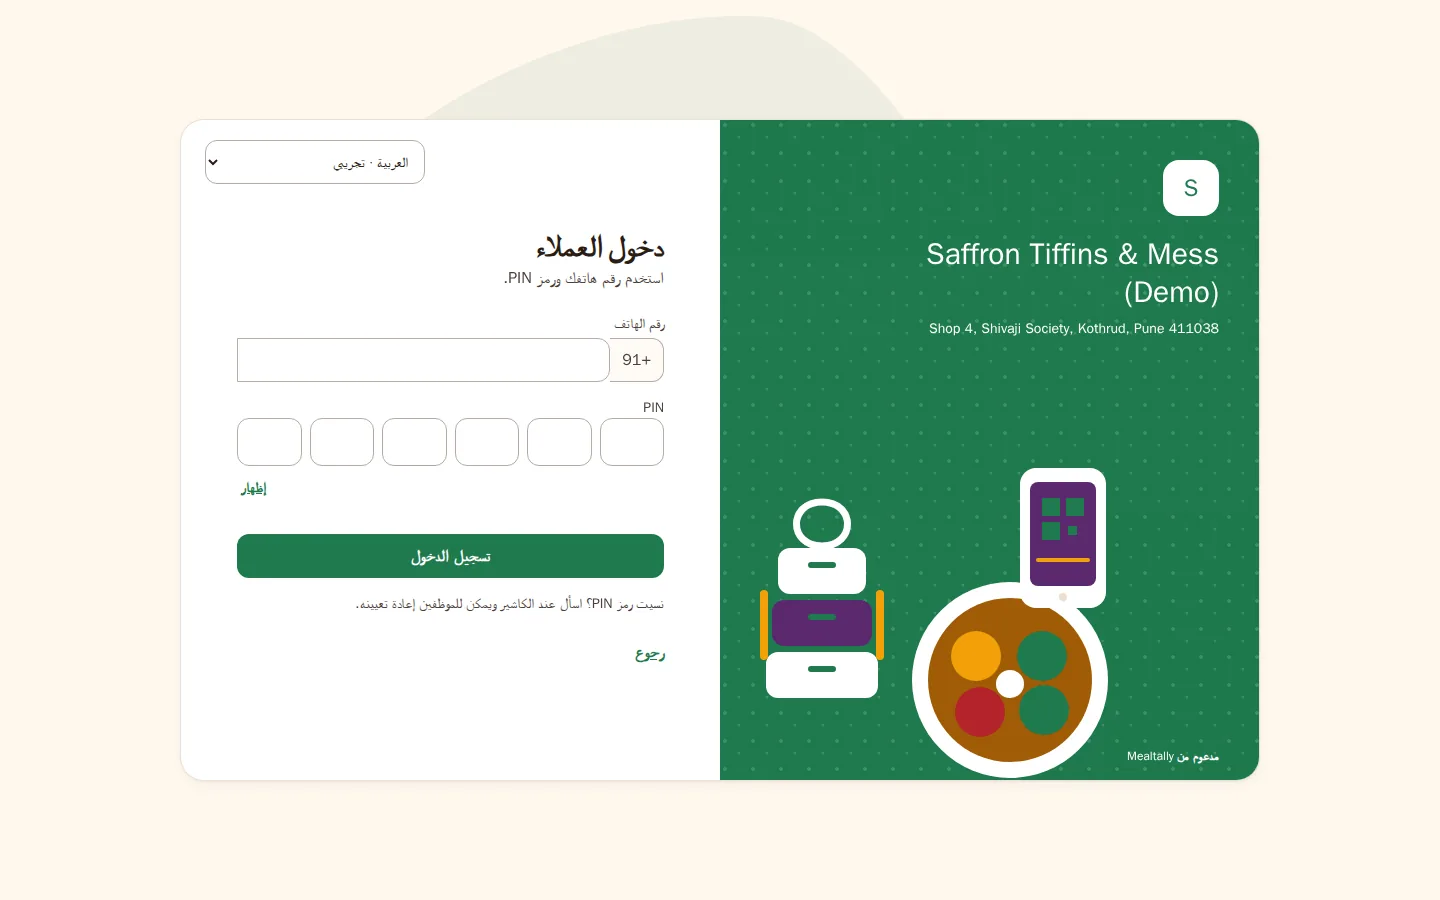 S
Saffron Tiffins & Mess
(Demo)
Shop 4, Shivaji Society, Kothrud, Pune 411038
مدعوم من Mealtally
العربية · تجريبي
دخول العملاء
استخدم رقم هاتفك ورمز PIN.
رقم الهاتف
91+
PIN
إظهار
تسجيل الدخول
نسيت رمز PIN؟ اسأل عند الكاشير ويمكن للموظفين إعادة تعيينه.
رجوع